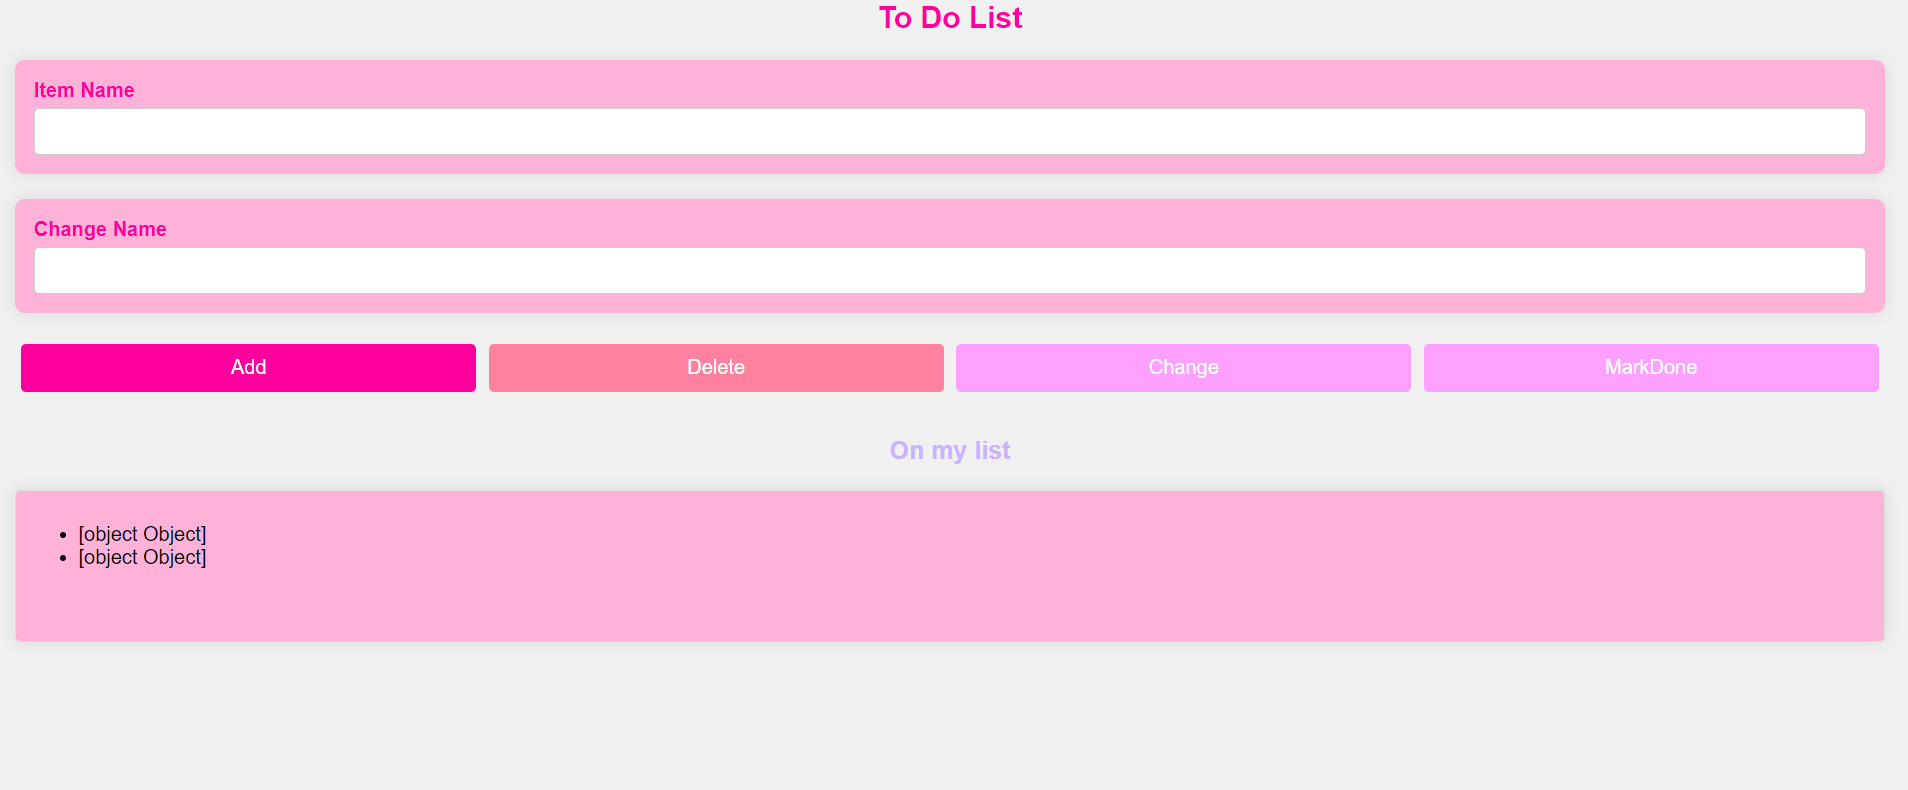 To Do List
Item Name
Change Name
Add Delete Change MarkDone
On my list
[object Object]
[object Object]